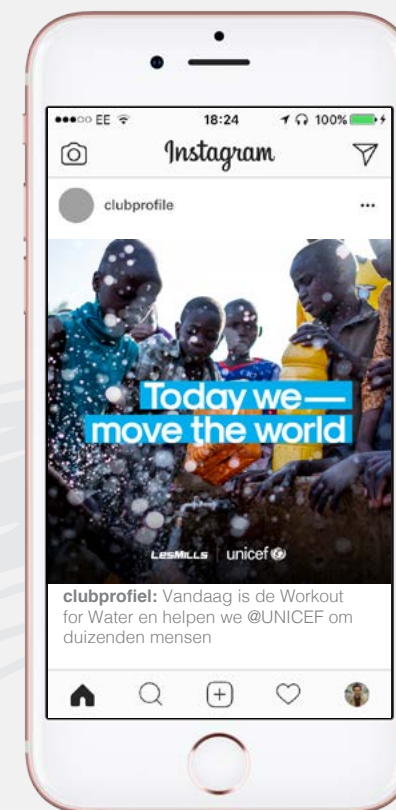 EE 18:24 100%
Instagram
clubprofile
Today we—
move the world
LESMILLS | unicef
clubprofiel: Vandaag is de Workout
for Water en helpen we @UNICEF om
duizenden mensen